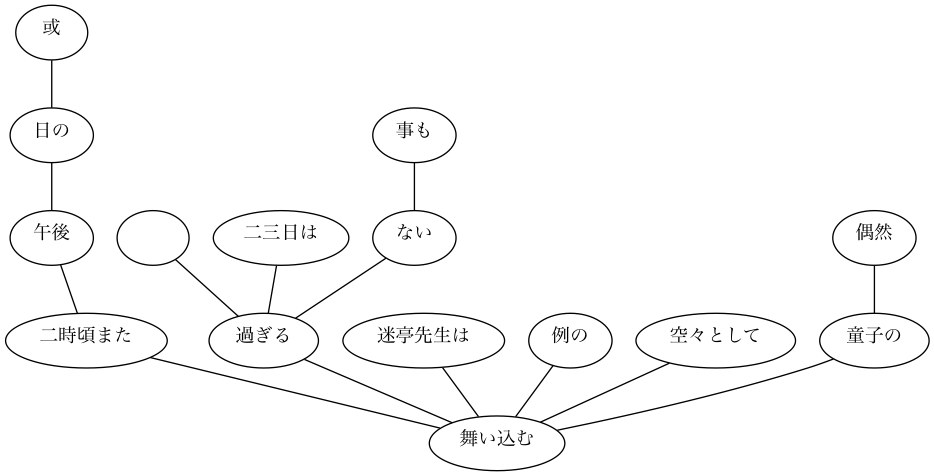 或
日の
事も
午後
二三日は
ない
偶然
二時頃また
過ぎる
迷亭先生は
例の
空々として
童子の
舞い込む